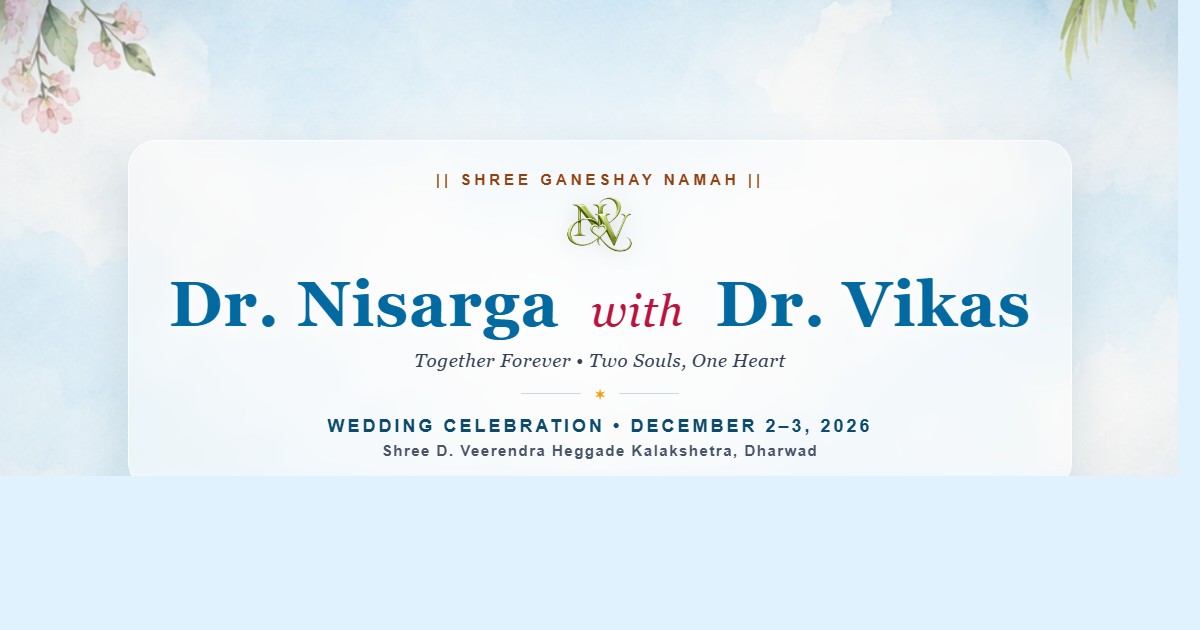 || SHREE GANESHAY NAMAH ||
NV
Dr. Nisarga with Dr. Vikas
Together Forever • Two Souls, One Heart
WEDDING CELEBRATION • DECEMBER 2–3, 2026
Shree D. Veerendra Heggade Kalakshetra, Dharwad